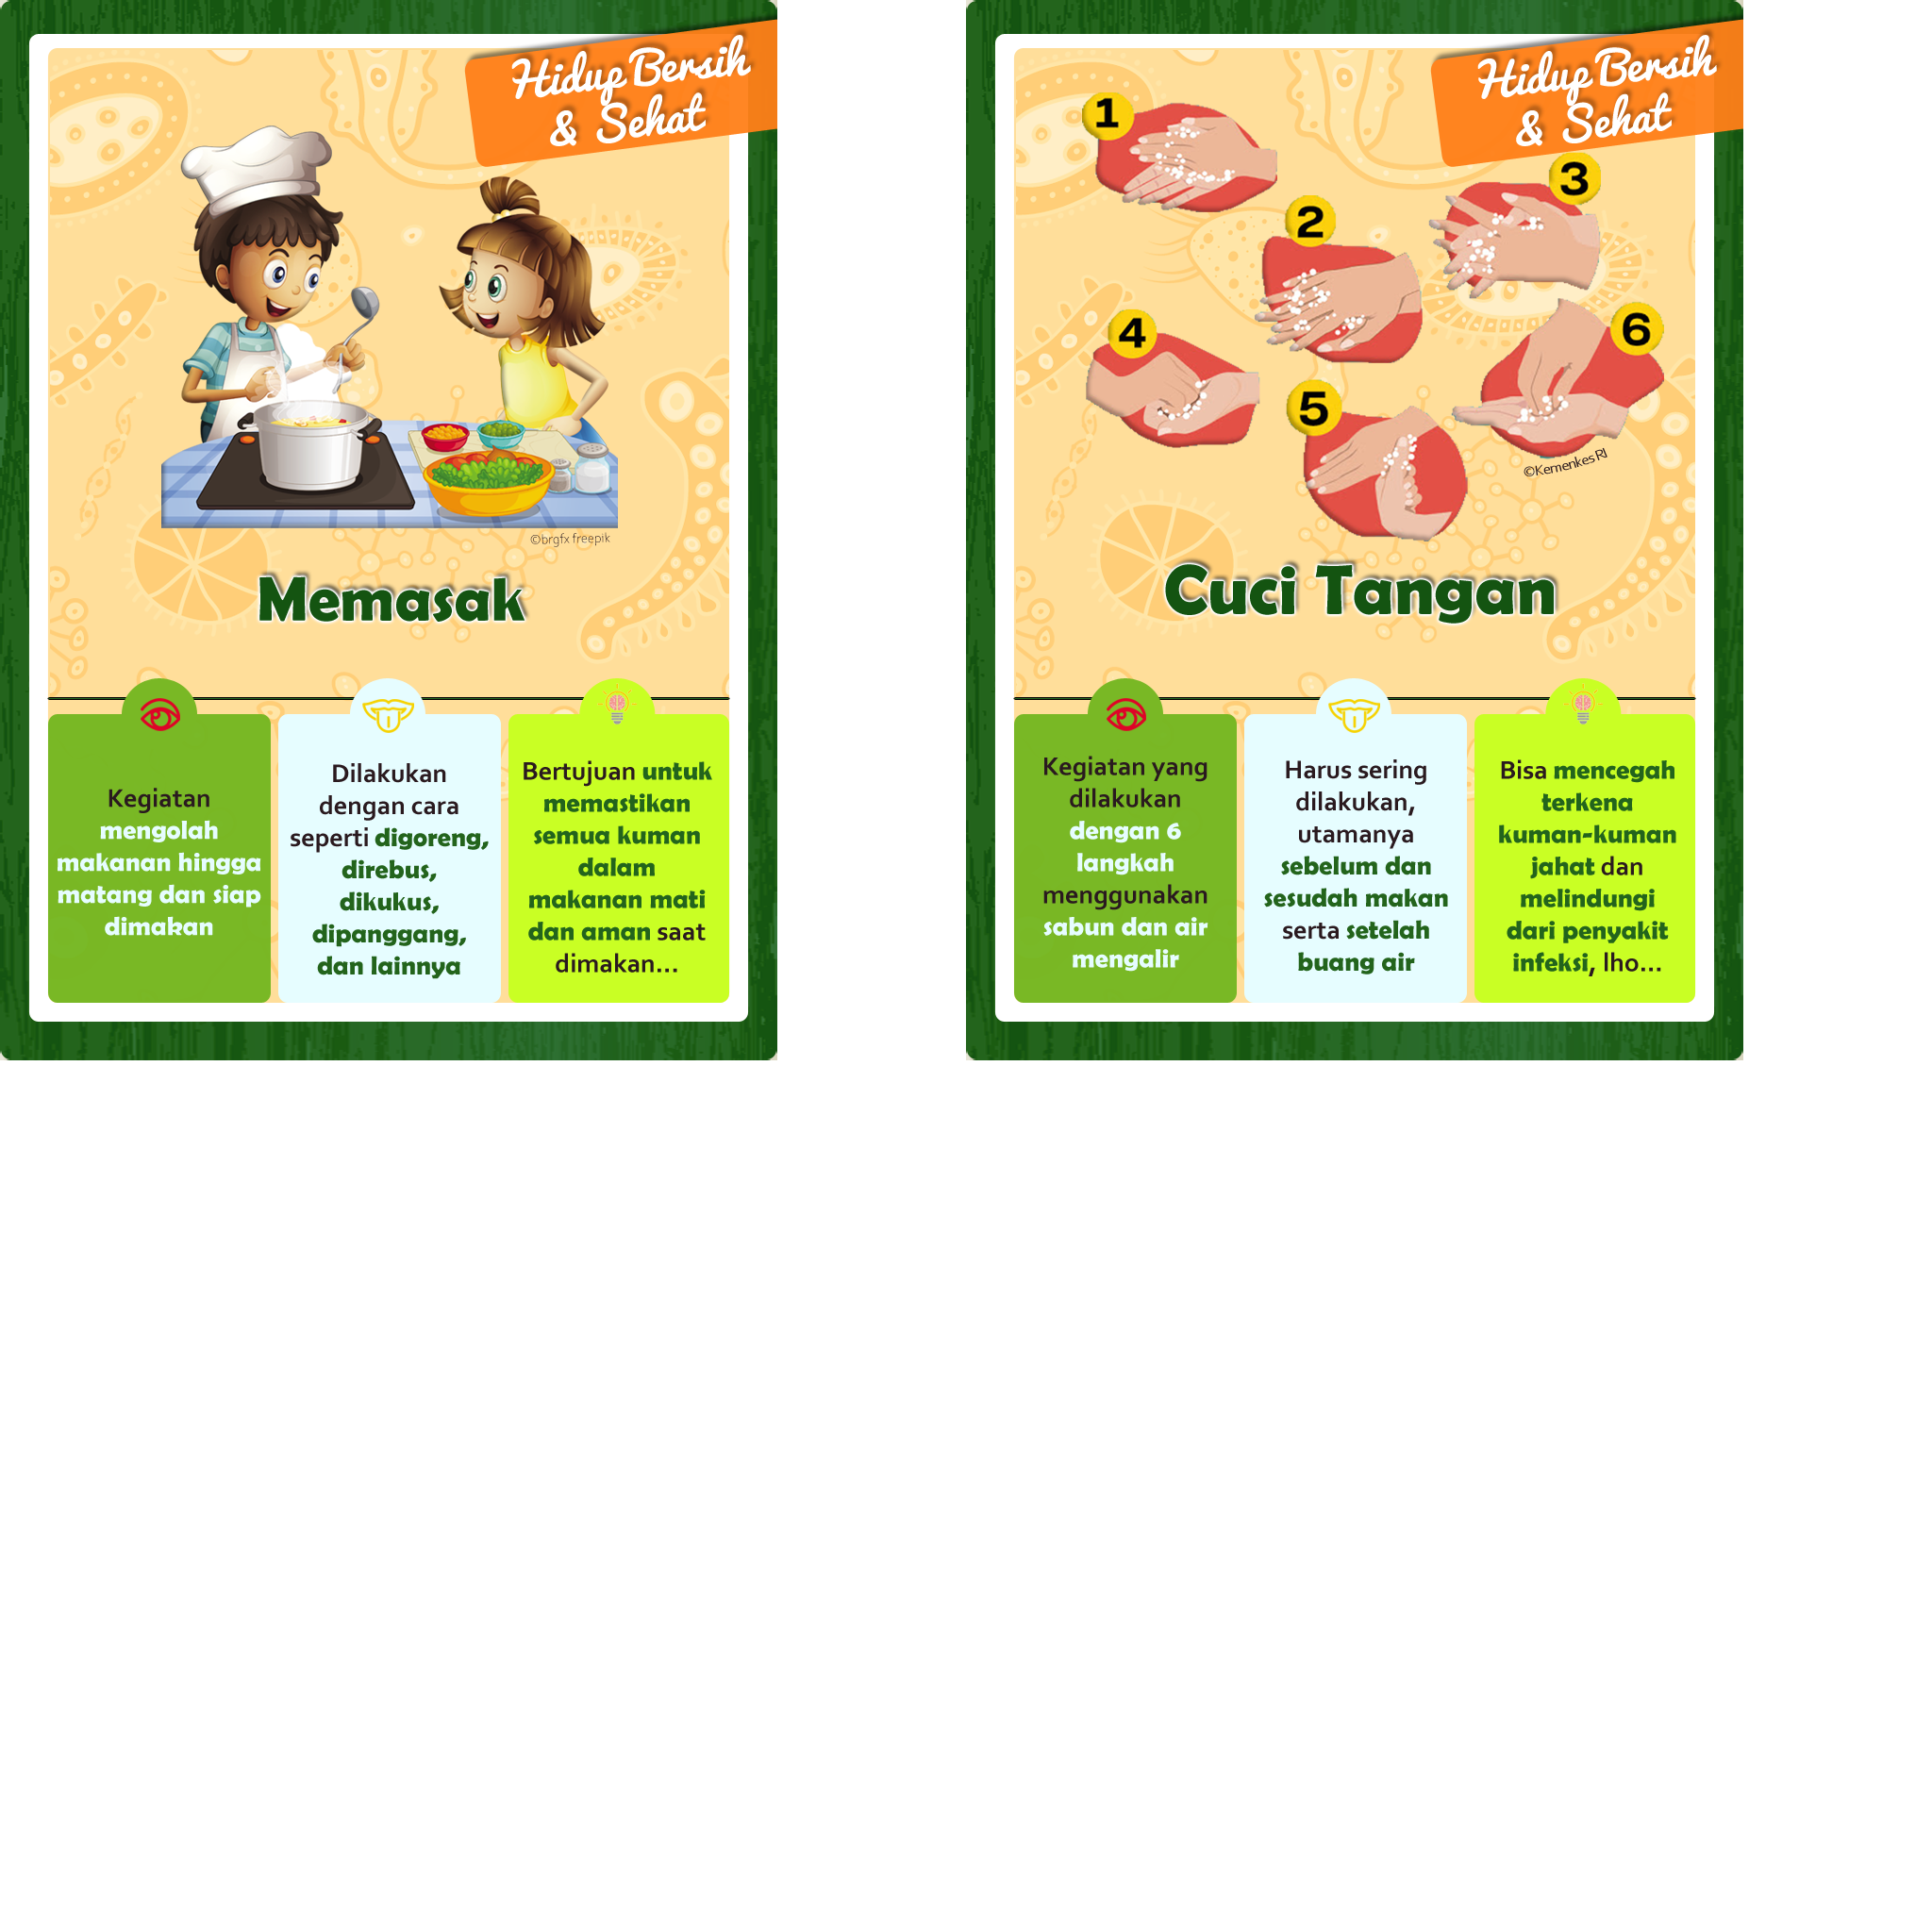 Hidup Bersih
& Sehat
©brgfx freepik
Memasak
Kegiatan
mengolah
makanan hingga
matang dan siap
dimakan
Dilakukan
dengan cara
seperti digoreng,
direbus,
dikukus,
dipanggang,
dan lainnya
Bertujuan untuk
memastikan
semua kuman
dalam
makanan mati
dan aman saat
dimakan...
Hidup Bersih
& Sehat
1
2
3
4
5
6
©Kemenkes RI
Cuci Tangan
Kegiatan yang
dilakukan
dengan 6
langkah
menggunakan
sabun dan air
mengalir
Harus sering
dilakukan,
utamanya
sebelum dan
sesudah makan
serta setelah
buang air
Bisa mencegah
terkena
kuman-kuman
jahat dan
melindungi
dari penyakit
infeksi, lho...